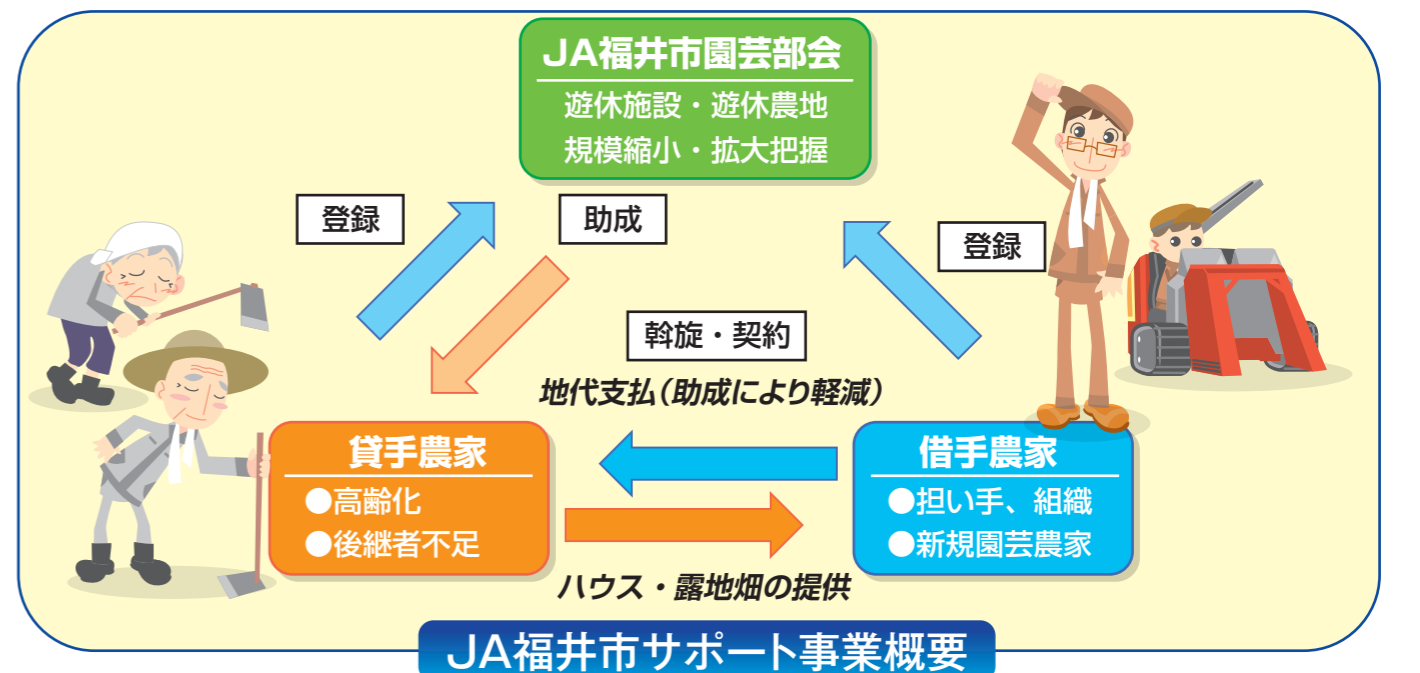 JA福井市園芸部会
遊休施設・遊休農地
規模縮小・拡大把握
登録
助成
登録
斡旋・契約
地代支払(助成により軽減)
貸手農家
●高齢化
●後継者不足
借手農家
●担い手、組織
●新規園芸農家
ハウス・露地畑の提供
JA福井市サポート事業概要